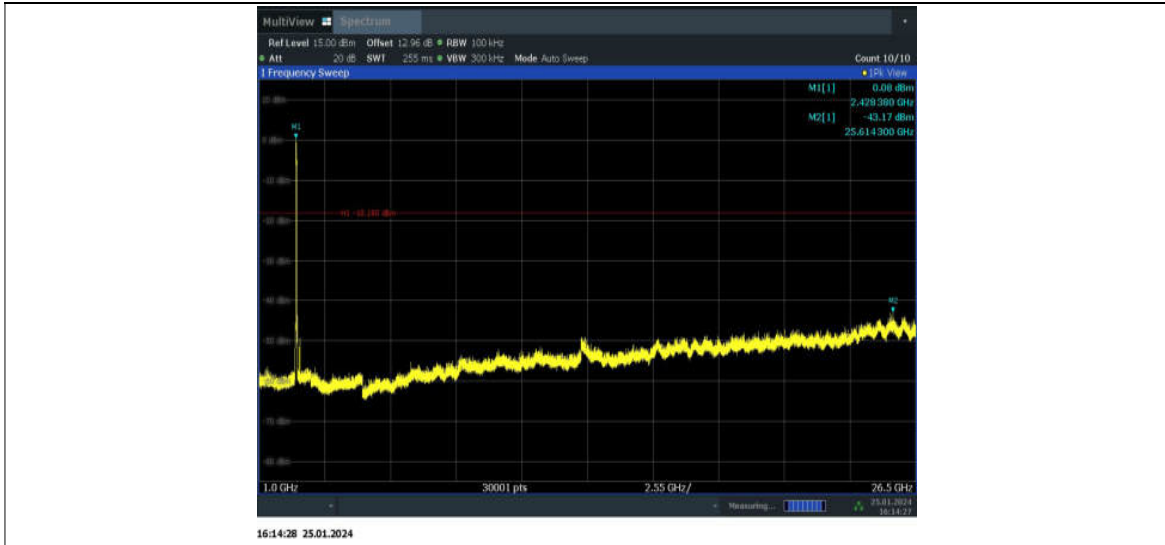 MultiView Spectrum
Ref Level 15.00 dBm Offset 12.96 dB RBW 100 kHz
Att 20 dB SWT 255 ms VBW 300 kHz Mode Auto Sweep Count 10/10
1 Frequency Sweep 1Pk View
M1[1] 0.08 dBm
2.428380 GHz
M2[1] -43.17 dBm
25.614300 GHz
M1
M2
1.0 GHz 30001 pts 2.55 GHz/ 26.5 GHz
Measuring... 25.01.2024
16:14:27
16:14:28 25.01.2024